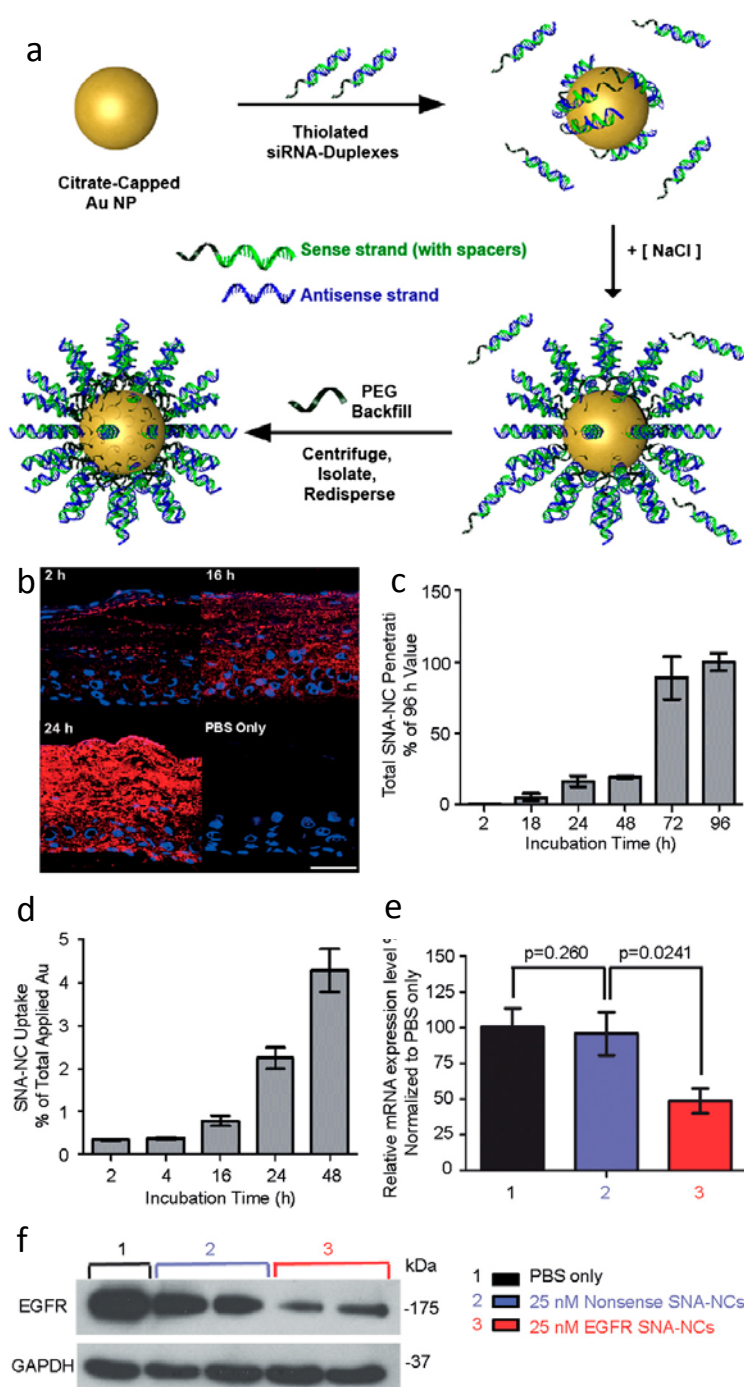 a
Citrate-Capped
Au NP
Thiolated
siRNA-Duplexes
+ [ NaCl ]
Sense strand (with spacers)
Antisense strand
PEG
Backfill
Centrifuge,
Isolate,
Redisperse
b
2 h
16 h
24 h
PBS Only
c
Total SNA-NC Penetrati
% of 96 h Value
150
100
50
0
2 18 24 48 72 96
Incubation Time (h)
d
SNA-NC Uptake
% of Total Applied Au
5
4
3
2
1
0
2 4 16 24 48
Incubation Time (h)
e
Relative mRNA expression level %
Normalized to PBS only
150
125
100
75
50
25
0
p=0.260
p=0.0241
1 2 3
f
1 2 3 kDa
EGFR -175
GAPDH -37
1 PBS only
2 25 nM Nonsense SNA-NCs
3 25 nM EGFR SNA-NCs